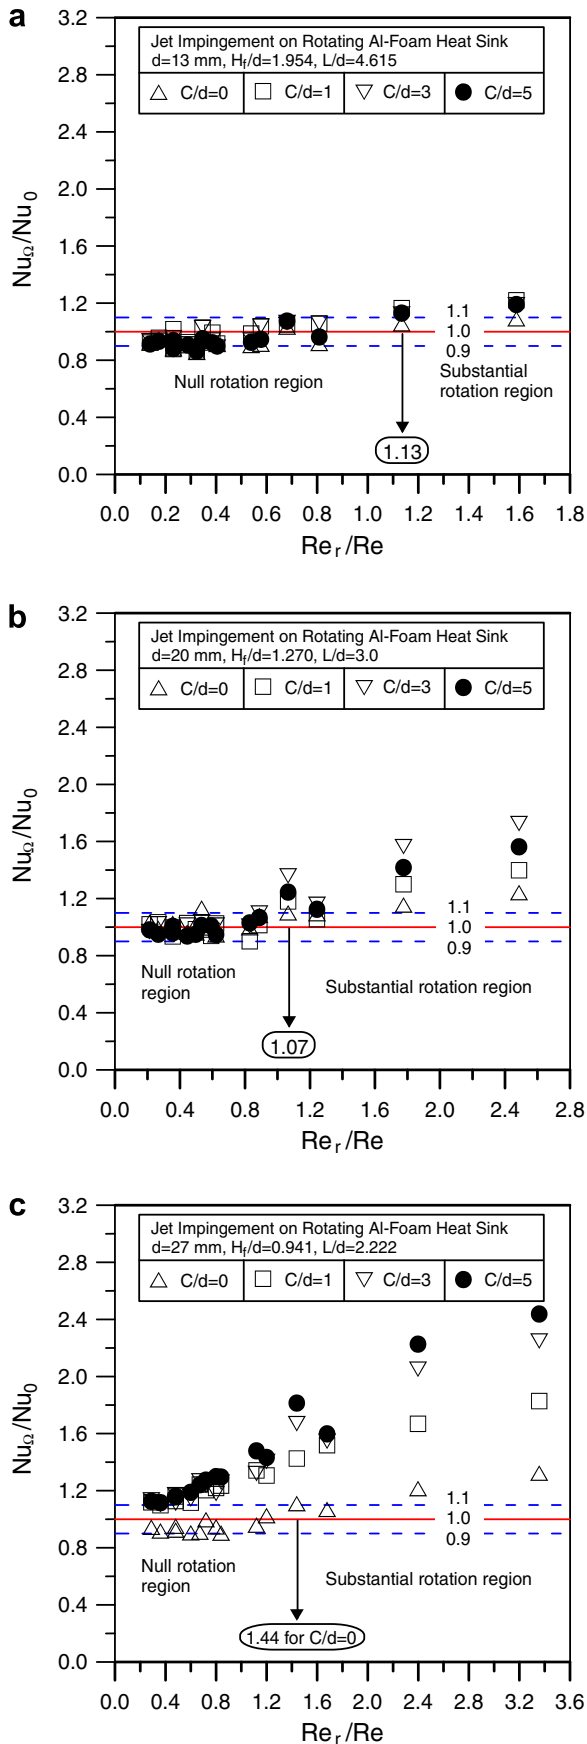 a
Jet Impingement on Rotating Al-Foam Heat Sink
d=13 mm, Hf/d=1.954, L/d=4.615
C/d=0 C/d=1 C/d=3 C/d=5
3.2
2.8
2.4
2.0
1.6
1.2
0.8
0.4
0.0
NuΩ/Nu0
1.1
1.0
0.9
Null rotation region
Substantial
rotation region
1.13
0.0 0.2 0.4 0.6 0.8 1.0 1.2 1.4 1.6 1.8
Rer/Re
b
Jet Impingement on Rotating Al-Foam Heat Sink
d=20 mm, Hf/d=1.270, L/d=3.0
C/d=0 C/d=1 C/d=3 C/d=5
3.2
2.8
2.4
2.0
1.6
1.2
0.8
0.4
0.0
NuΩ/Nu0
1.1
1.0
0.9
Null rotation
region
Substantial rotation region
1.07
0.0 0.4 0.8 1.2 1.6 2.0 2.4 2.8
Rer/Re
c
Jet Impingement on Rotating Al-Foam Heat Sink
d=27 mm, Hf/d=0.941, L/d=2.222
C/d=0 C/d=1 C/d=3 C/d=5
3.2
2.8
2.4
2.0
1.6
1.2
0.8
0.4
0.0
NuΩ/Nu0
1.1
1.0
0.9
Null rotation
region
Substantial rotation region
1.44 for C/d=0
0.0 0.4 0.8 1.2 1.6 2.0 2.4 2.8 3.2 3.6
Rer/Re